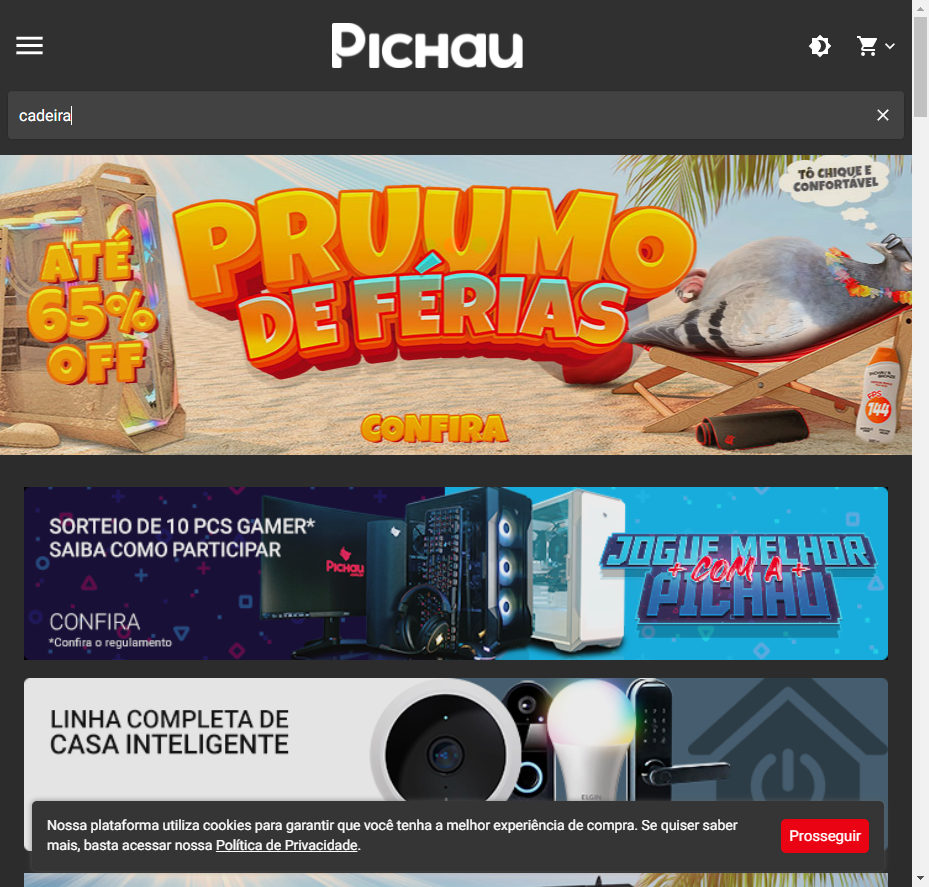 PICHAU
cadeira
TÔ CHIQUE E
CONFORTÁVEL
ATÉ
65%
OFF
PRUUMO
DE FÉRIAS
144
CONFIRA
SORTEIO DE 10 PCS GAMER*
SAIBA COMO PARTICIPAR
PICHAU
CONFIRA
*Confira o regulamento
JOGUE MELHOR
COM A
PICHAU
LINHA COMPLETA DE
CASA INTELIGENTE
ELGIN
Nossa plataforma utiliza cookies para garantir que você tenha a melhor experiência de compra. Se quiser saber
mais, basta acessar nossa Política de Privacidade.
Prosseguir